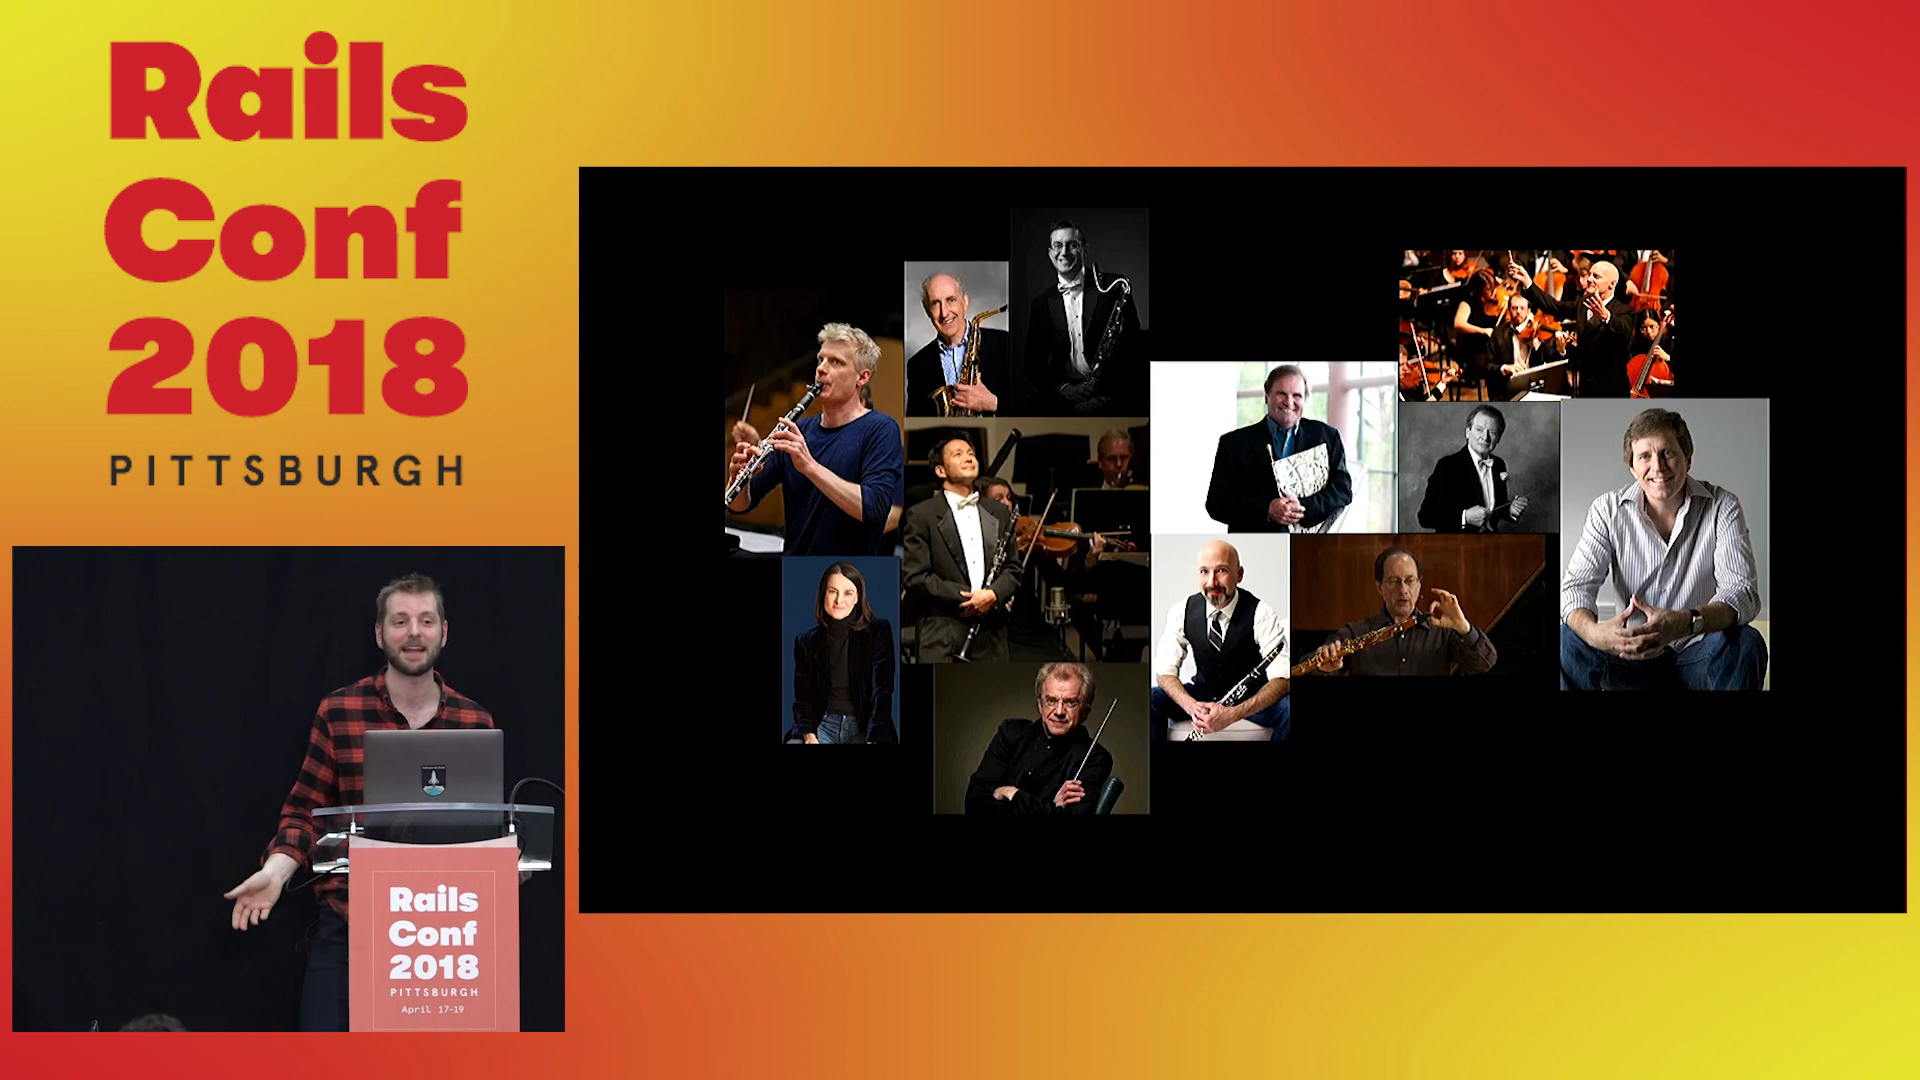 Rails
Conf
2018
PITTSBURGH
Rails
Conf
2018
PITTSBURGH
April 17-19